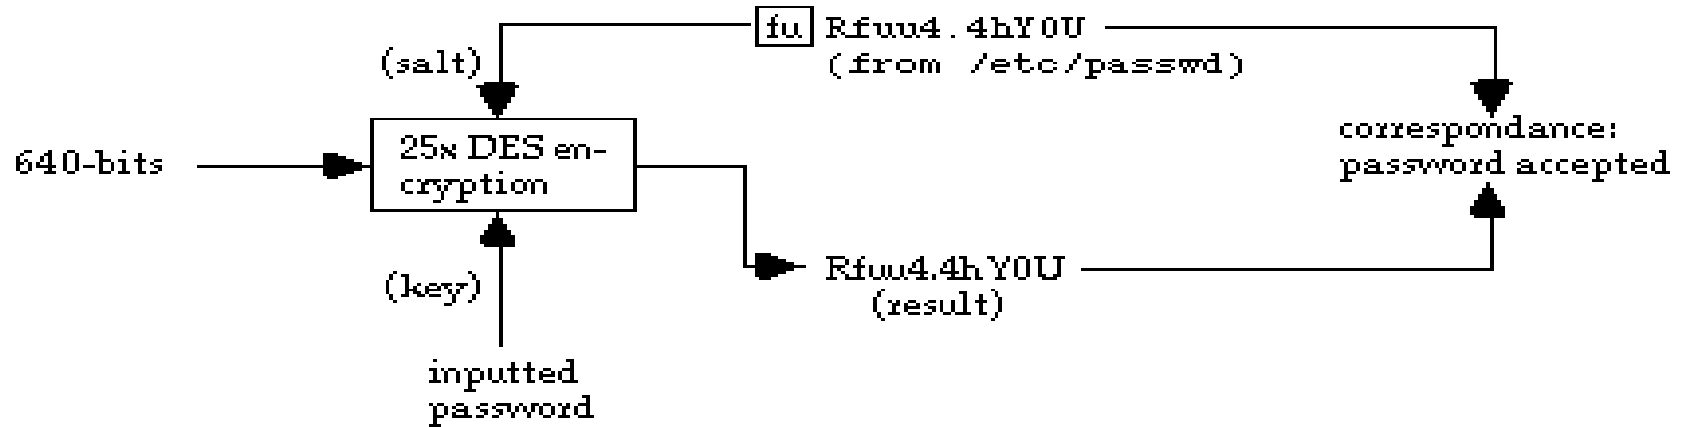 fu Rfuu4.4hY0U
(from /etc/passwd)
(salt)
640-bits
25x DES en-
cryption
correspondance:
password accepted
(key)
Rfuu4.4hY0U
(result)
inputted
password